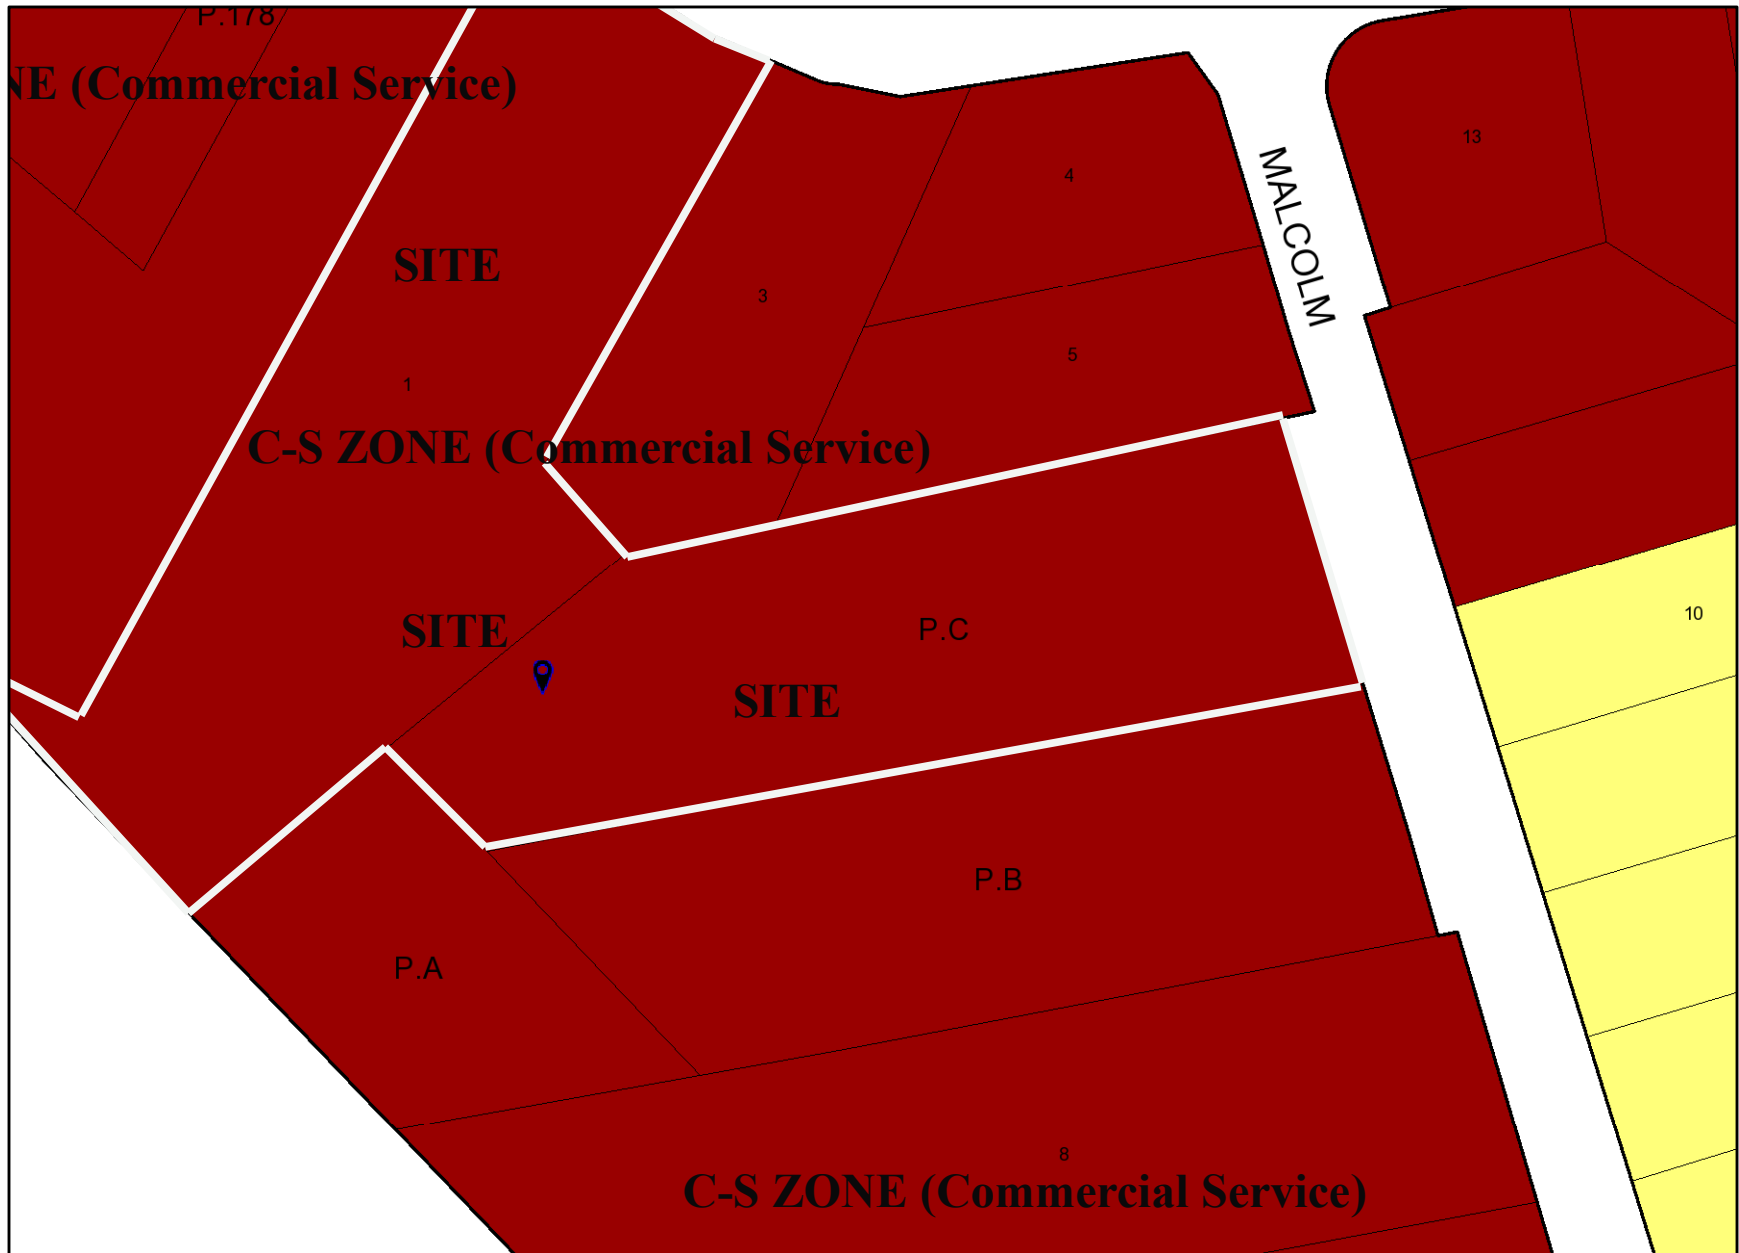 P.178
NE (Commercial Service)
13
4
MALCOLM
SITE
3
5
1
C-S ZONE (Commercial Service)
10
SITE
P.C
SITE
P.B
P.A
8
C-S ZONE (Commercial Service)